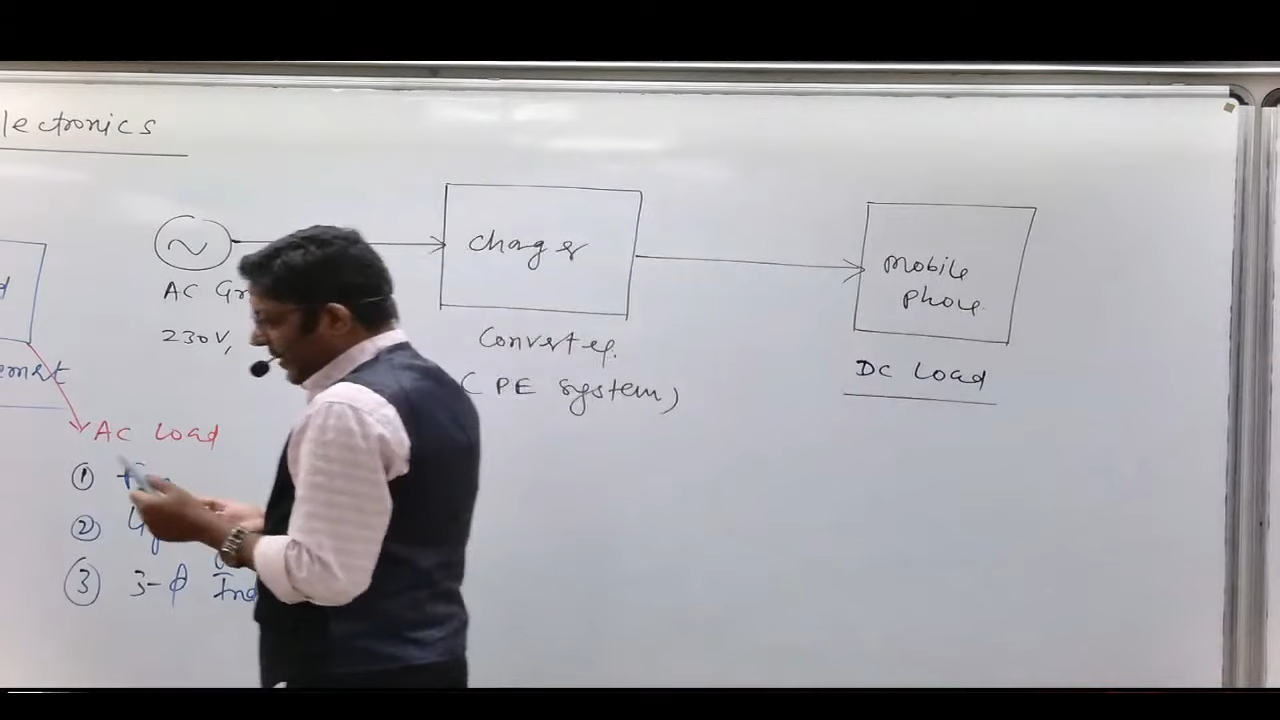 lectronics
charger
mobile
phone.
AC Gr
230V,
Converter.
(PE system)
DC Load
AC Load
①
②
③ 3-φ Ind